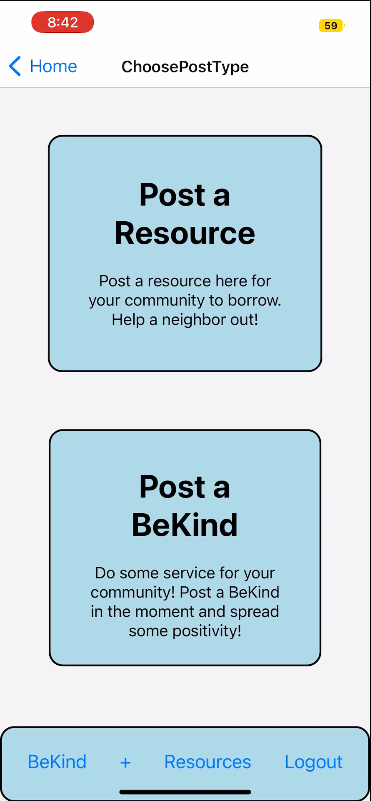 8:42
59
Home
ChoosePostType
Post a
Resource
Post a resource here for
your community to borrow.
Help a neighbor out!
Post a
BeKind
Do some service for your
community! Post a BeKind
in the moment and spread
some positivity!
BeKind + Resources Logout